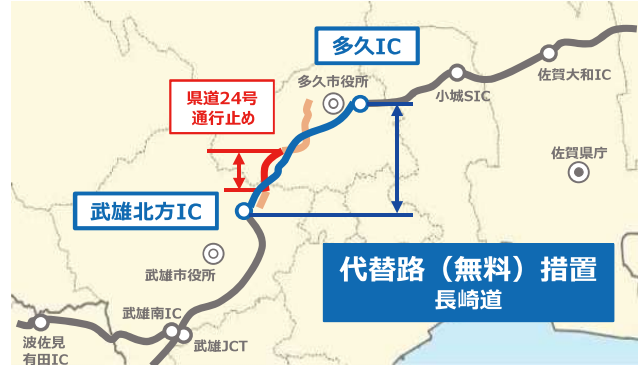 多久IC
佐賀大和IC
多久市役所
小城SIC
県道24号
通行止め
佐賀県庁
武雄北方IC
代替路（無料）措置
長崎道
武雄市役所
武雄南IC
武雄JCT
波佐見
有田IC